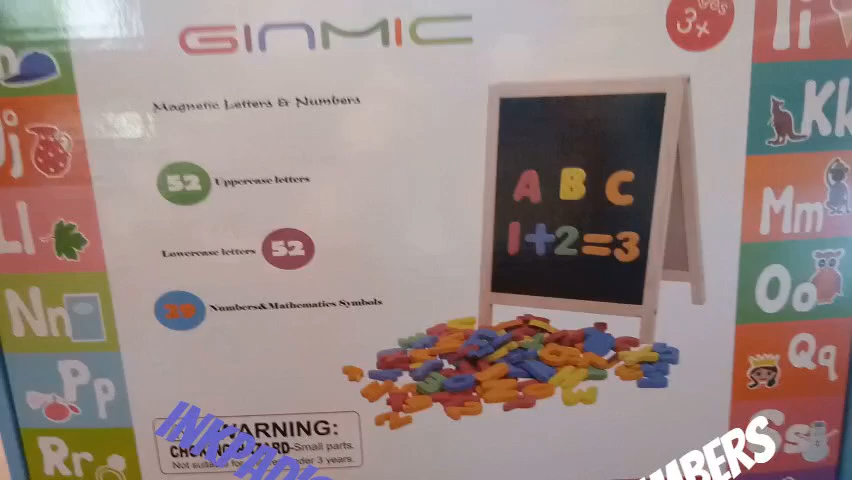 GINMIC
3+
Magnetic Letters & Numbers
52 Uppercase letters
Lowercase letters 52
29 Numbers&Mathematics Symbols
A B C
1+2=3
WARNING:
CHOKING HAZARD-Small parts.
Not suitable for under 3 years.
INKPAD'S
NUMBERS
Jj
Ll
Nn
Pp
Rr
Ii
Kk
Mm
Oo
Qq
Ss